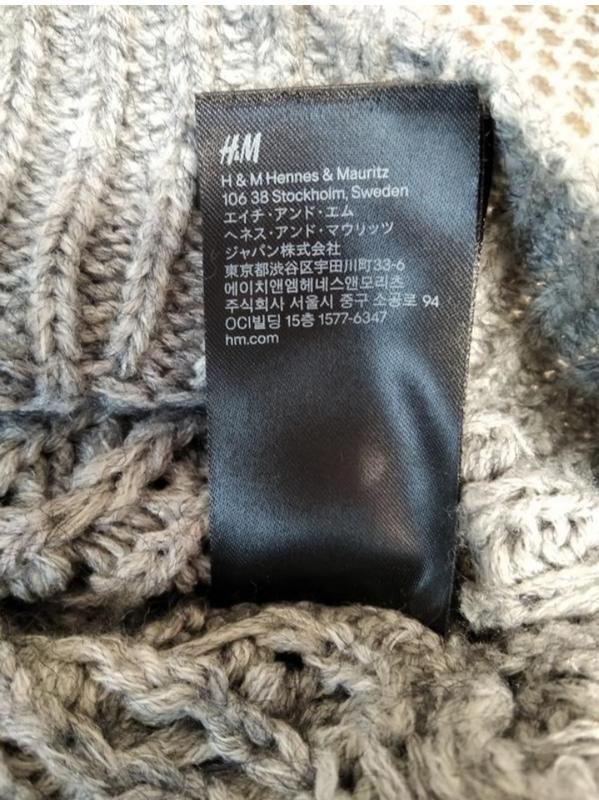 H&M
H & M Hennes & Mauritz
106 38 Stockholm, Sweden
エイチ・アンド・エム
ヘネス・アンド・マウリッツ
ジャパン株式会社
東京都渋谷区宇田川町33-6
에이치앤엠헤네스앤모리츠
주식회사 서울시 중구 소공로 94
OCI빌딩 15층 1577-6347
hm.com